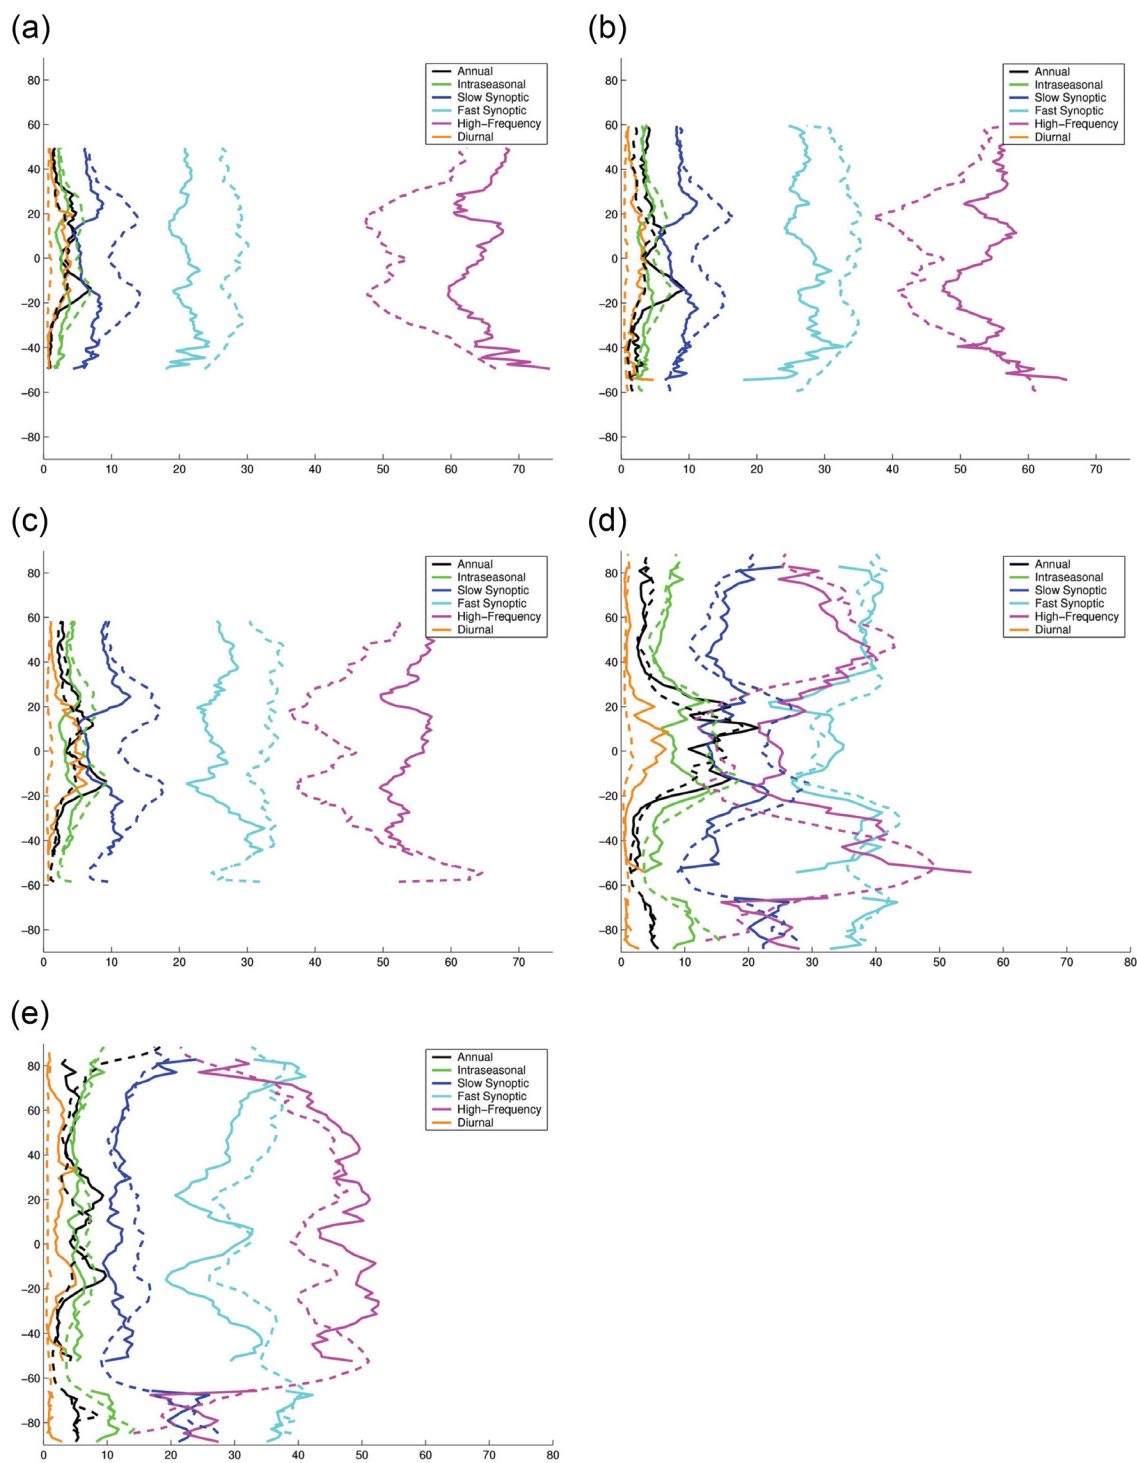 (a)
Annual
Intraseasonal
Slow Synoptic
Fast Synoptic
High-Frequency
Diurnal
80
60
40
20
0
-20
-40
-60
-80
0 10 20 30 40 50 60 70
(b)
Annual
Intraseasonal
Slow Synoptic
Fast Synoptic
High-Frequency
Diurnal
80
60
40
20
0
-20
-40
-60
-80
0 10 20 30 40 50 60 70
(c)
Annual
Intraseasonal
Slow Synoptic
Fast Synoptic
High-Frequency
Diurnal
80
60
40
20
0
-20
-40
-60
-80
0 10 20 30 40 50 60 70
(d)
Annual
Intraseasonal
Slow Synoptic
Fast Synoptic
High-Frequency
Diurnal
80
60
40
20
0
-20
-40
-60
-80
0 10 20 30 40 50 60 70 80
(e)
Annual
Intraseasonal
Slow Synoptic
Fast Synoptic
High-Frequency
Diurnal
80
60
40
20
0
-20
-40
-60
-80
0 10 20 30 40 50 60 70 80